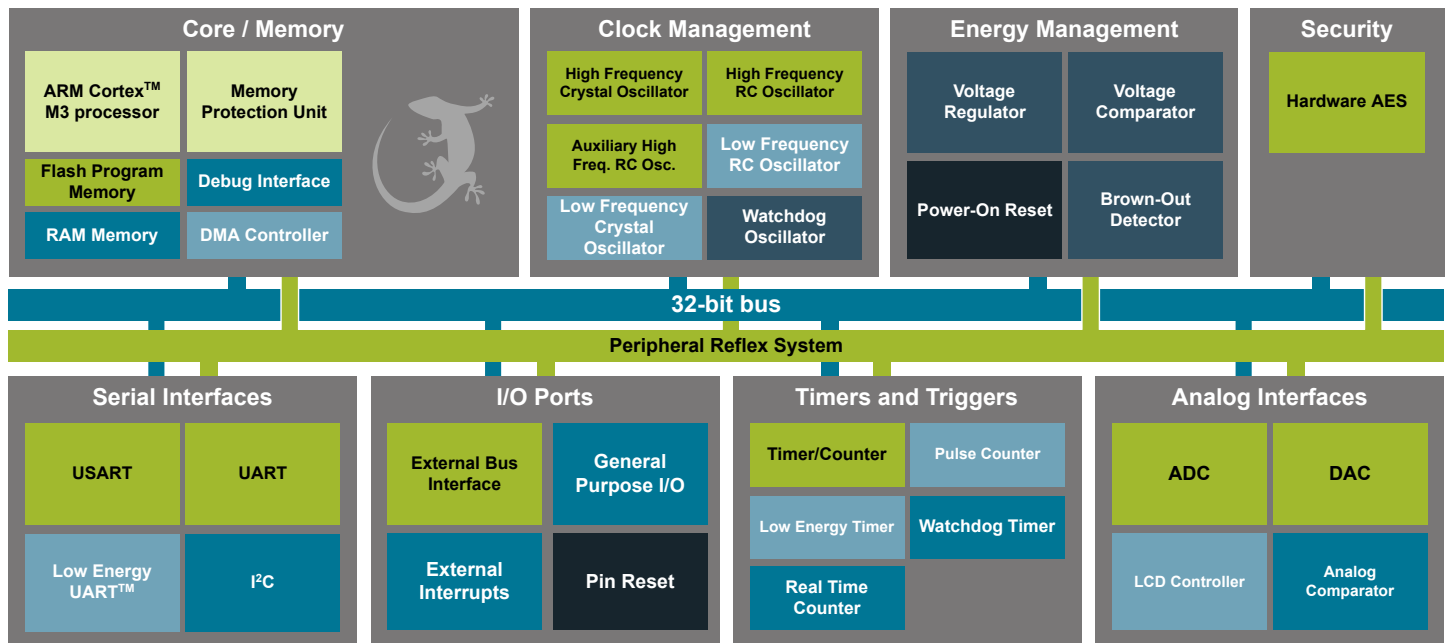 Core / Memory
ARM Cortex™
M3 processor
Memory
Protection Unit
Flash Program
Memory
Debug Interface
RAM Memory
DMA Controller
Clock Management
High Frequency
Crystal Oscillator
High Frequency
RC Oscillator
Auxiliary High
Freq. RC Osc.
Low Frequency
RC Oscillator
Low Frequency
Crystal
Oscillator
Watchdog
Oscillator
Energy Management
Voltage
Regulator
Voltage
Comparator
Power-On Reset
Brown-Out
Detector
Security
Hardware AES
32-bit bus
Peripheral Reflex System
Serial Interfaces
USART
UART
Low Energy
UART™
I²C
I/O Ports
External Bus
Interface
General
Purpose I/O
External
Interrupts
Pin Reset
Timers and Triggers
Timer/Counter
Pulse Counter
Low Energy Timer
Watchdog Timer
Real Time
Counter
Analog Interfaces
ADC
DAC
LCD Controller
Analog
Comparator